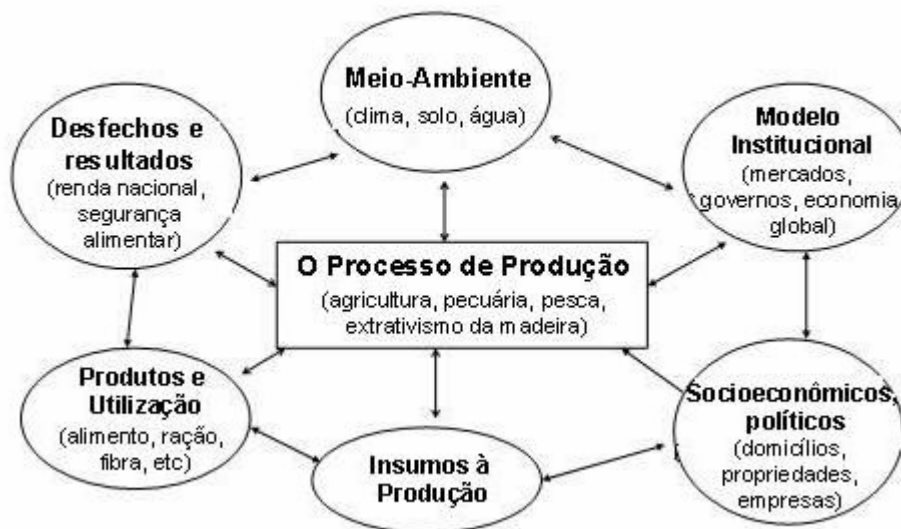 Meio-Ambiente
(clima, solo, água)
Desfechos e
resultados
(renda nacional,
segurança
alimentar)
Modelo
Institucional
(mercados,
governos, economia
global)
O Processo de Produção
(agricultura, pecuária, pesca,
extrativismo da madeira)
Produtos e
Utilização
(alimento, ração,
fibra, etc)
Insumos à
Produção
Socioeconômicos,
políticos
(domicílios,
propriedades,
empresas)